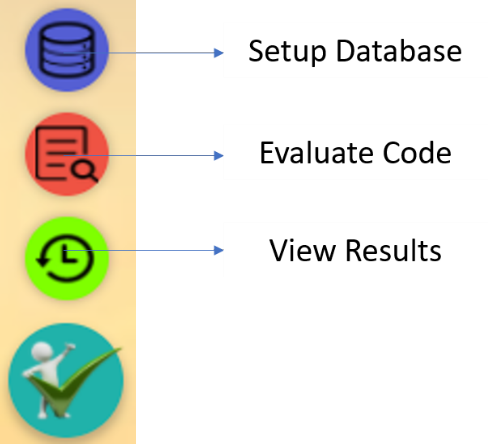 Setup Database
Evaluate Code
View Results